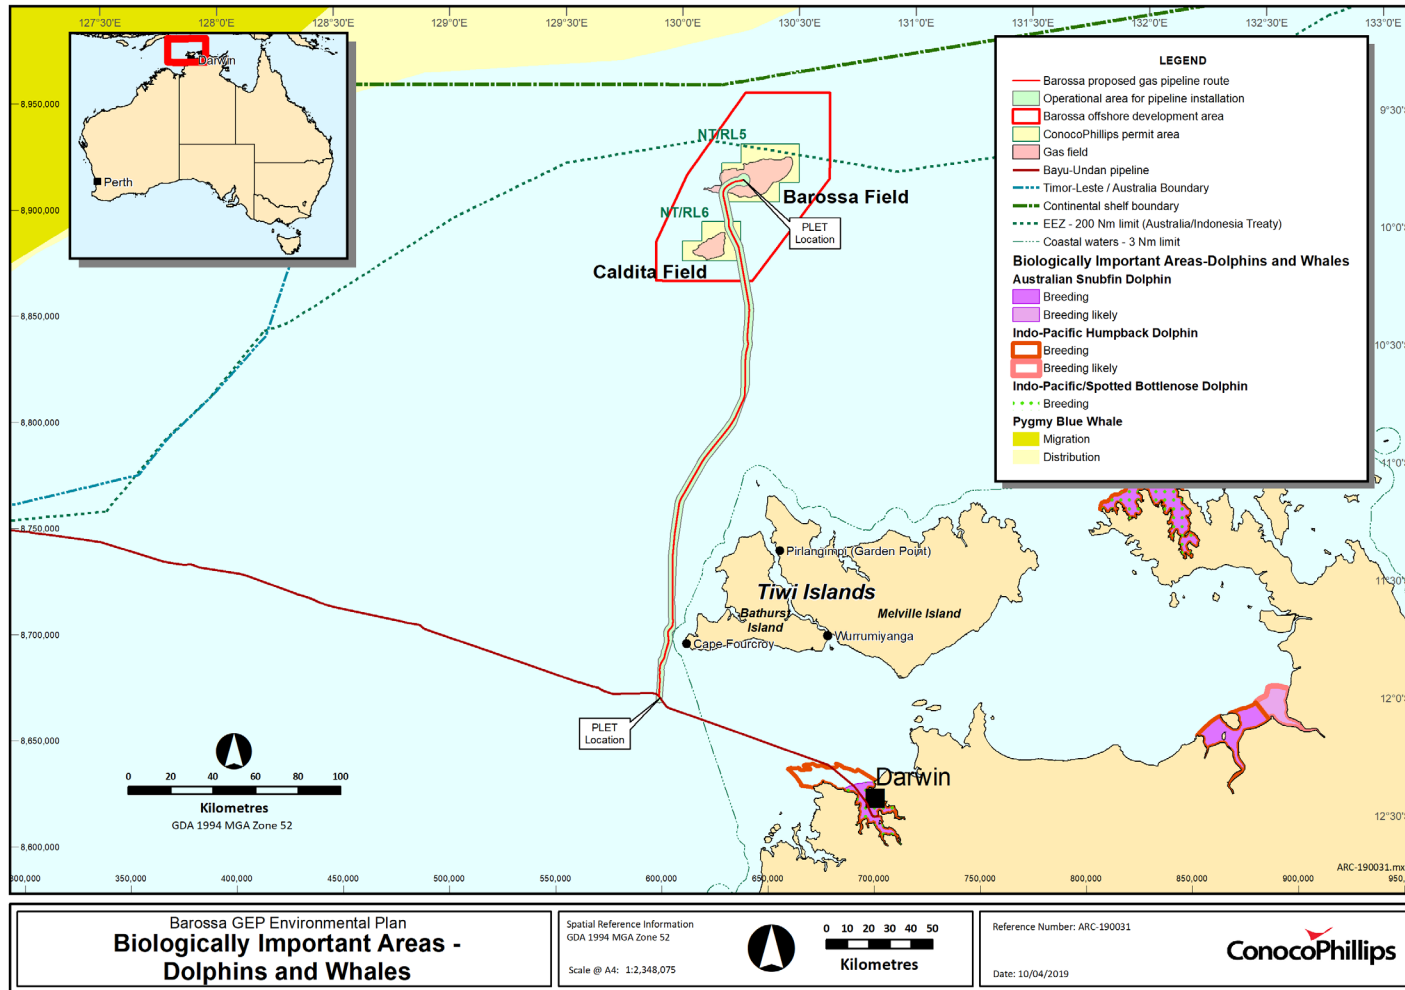 127°30'E 128°0'E 128°30'E 129°0'E 129°30'E 130°0'E 130°30'E 131°0'E 131°30'E 132°0'E 132°30'E 133°0'E
Darwin
Perth
LEGEND
Barossa proposed gas pipeline route
Operational area for pipeline installation
Barossa offshore development area
ConocoPhillips permit area
Gas field
Bayu-Undan pipeline
Timor-Leste / Australia Boundary
Continental shelf boundary
EEZ - 200 Nm limit (Australia/Indonesia Treaty)
Coastal waters - 3 Nm limit
Biologically Important Areas-Dolphins and Whales
Australian Snubfin Dolphin
Breeding
Breeding likely
Indo-Pacific Humpback Dolphin
Breeding
Breeding likely
Indo-Pacific/Spotted Bottlenose Dolphin
Breeding
Pygmy Blue Whale
Migration
Distribution
8,950,000
8,900,000
8,850,000
8,800,000
8,750,000
8,700,000
8,650,000
8,600,000
9°30'S
10°0'S
10°30'S
11°0'S
11°30'S
12°0'S
12°30'S
NT/RL5
Barossa Field
NT/RL6
PLET
Location
Caldita Field
Pirlangimpi (Garden Point)
Tiwi Islands
Bathurst
Island
Melville Island
Wurrumiyanga
Cape Fourcroy
PLET
Location
Darwin
0 20 40 60 80 100
Kilometres
GDA 1994 MGA Zone 52
ARC-190031.mx
800,000 350,000 400,000 450,000 500,000 550,000 600,000 650,000 700,000 750,000 800,000 850,000 900,000 950,
Barossa GEP Environmental Plan
Biologically Important Areas -
Dolphins and Whales
Spatial Reference Information
GDA 1994 MGA Zone 52
Scale @ A4: 1:2,348,075
0 10 20 30 40 50
Kilometres
Reference Number: ARC-190031
Date: 10/04/2019
ConocoPhillips